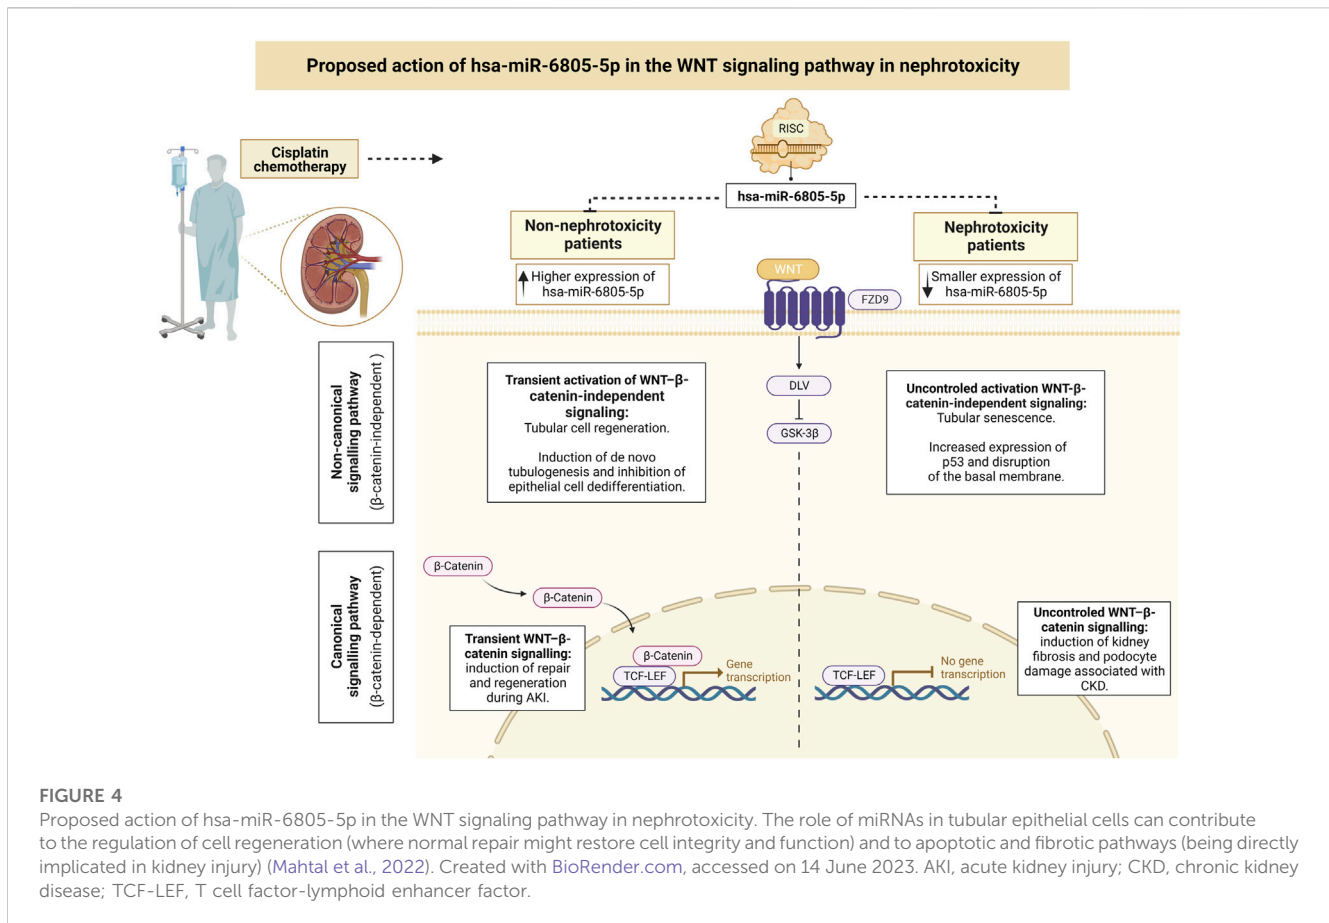 Proposed action of hsa-miR-6805-5p in the WNT signaling pathway in nephrotoxicity
Cisplatin
chemotherapy
RISC
hsa-miR-6805-5p
Non-nephrotoxicity
patients
Higher expression of
hsa-miR-6805-5p
Nephrotoxicity
patients
Smaller expression of
hsa-miR-6805-5p
WNT
FZD9
DLV
GSK-3β
Non-canonical
signalling pathway
(β-catenin-independent )
Transient activation of WNT–β-
catenin-independent
signaling:
Tubular cell regeneration.
Induction of de novo
tubulogenesis and inhibition of
epithelial cell dedifferentiation.
Uncontroled activation WNT-β-
catenin-independent signaling:
Tubular senescence.
Increased expression of
p53 and disruption
of the basal membrane.
Canonical
signalling pathway
(β-catenin-dependent)
β-Catenin
β-Catenin
Transient WNT–β-
catenin signalling:
induction of repair
and regeneration
during AKI.
β-Catenin
TCF-LEF
Gene
transcription
TCF-LEF
No gene
transcription
Uncontroled WNT–β-
catenin signalling:
induction of kidney
fibrosis and podocyte
damage associated with
CKD.
FIGURE 4
Proposed action of hsa-miR-6805-5p in the WNT signaling pathway in nephrotoxicity. The role of miRNAs in tubular epithelial cells can contribute
to the regulation of cell regeneration (where normal repair might restore cell integrity and function) and to apoptotic and fibrotic pathways (being directly
implicated in kidney injury) (Mahtal et al., 2022). Created with BioRender.com, accessed on 14 June 2023. AKI, acute kidney injury; CKD, chronic kidney
disease; TCF-LEF, T cell factor-lymphoid enhancer factor.